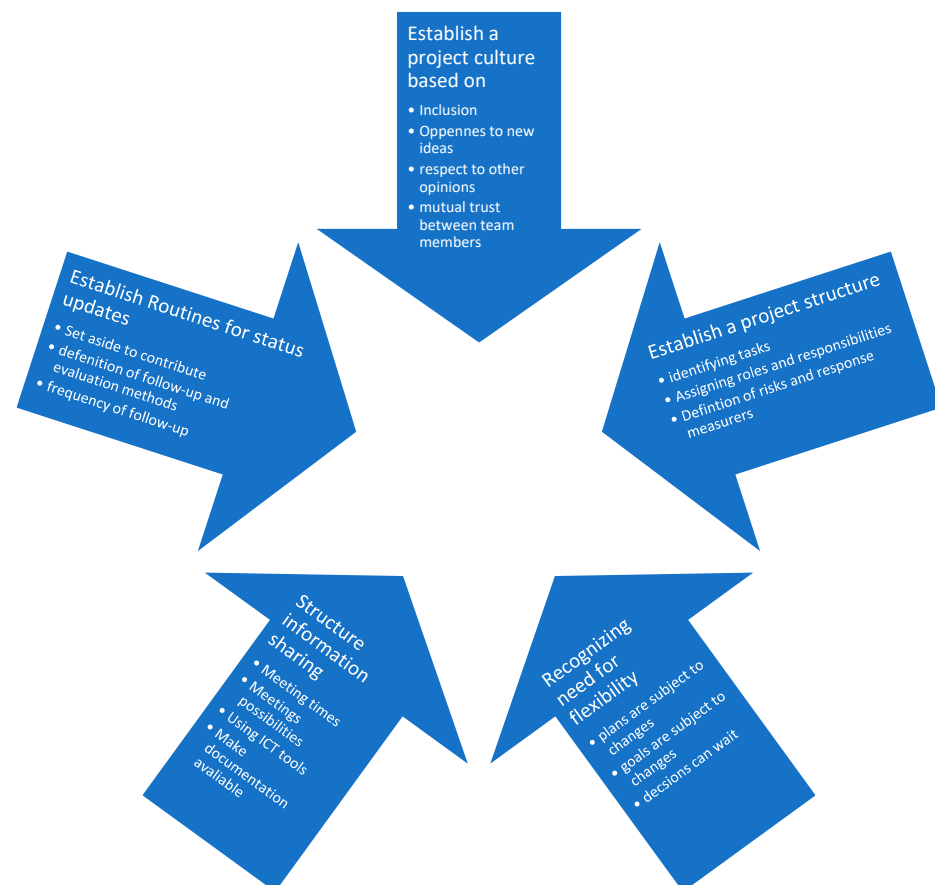 Establish a
project culture
based on
• Inclusion
• Oppennes to new
ideas
• respect to other
opinions
• mutual trust
between team
members
Establish a project structure
• identifying tasks
• Assigning roles and responsibilities
• Defintion of risks and response
measurers
Recognizing
need for
flexibility
• plans are subject to
changes
• goals are subject to
changes
• decsions can wait
Structure
information
sharing
• Meeting times
• Meetings
possibilities
• Using ICT tools
• Make
documentation
avaliable
Establish Routines for status
updates
• Set aside to contribute
• defenition of follow-up and
evaluation methods
• frequency of follow-up